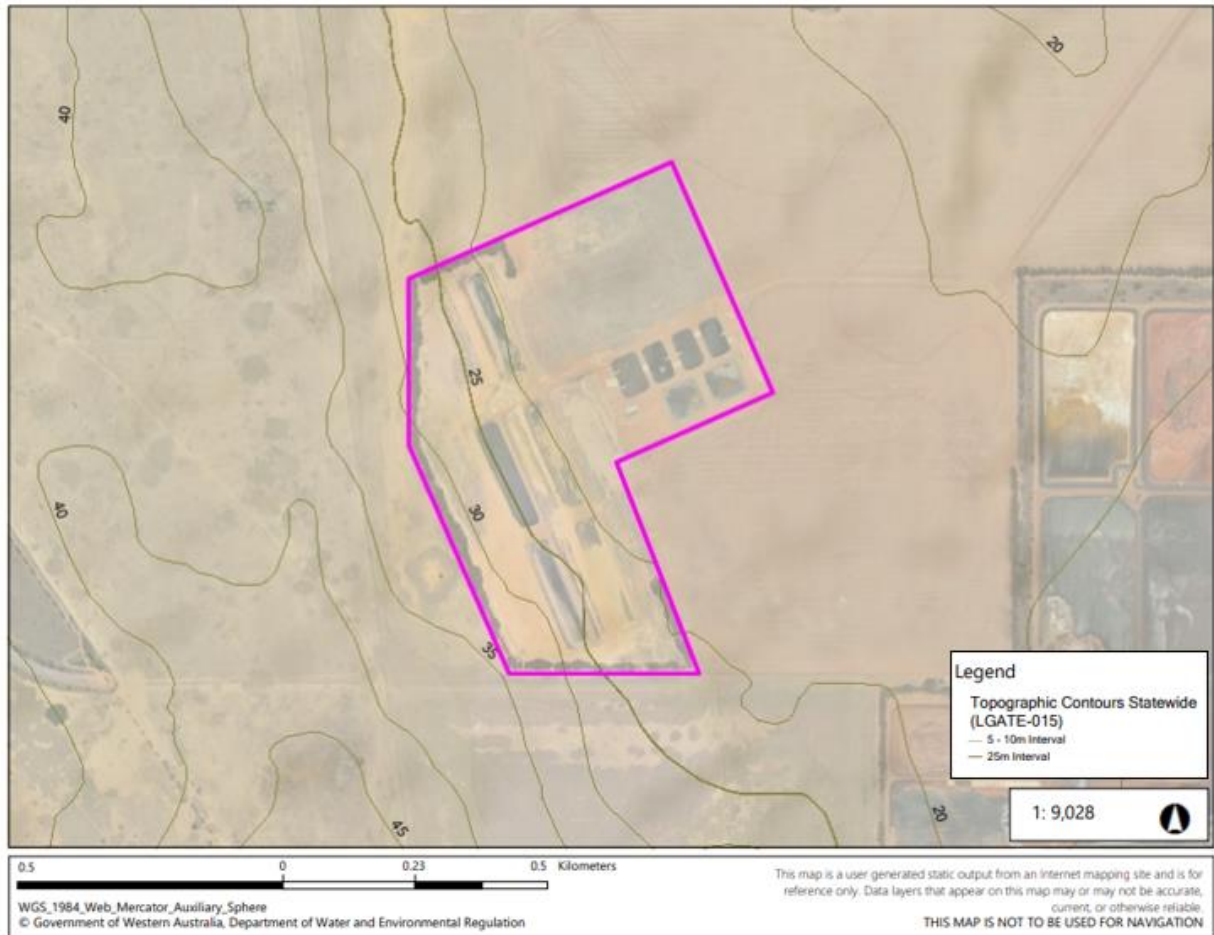 20
40
25
30
40
35
45
20
Legend
Topographic Contours Statewide
(LGATE-015)
5 - 10m Interval
25m Interval
1: 9,028
0.5 0 0.23 0.5 Kilometers
WGS_1984_Web_Mercator_Auxiliary_Sphere
© Government of Western Australia, Department of Water and Environmental Regulation
This map is a user generated static output from an Internet mapping site and is for
reference only. Data layers that appear on this map may or may not be accurate,
current, or otherwise reliable.
THIS MAP IS NOT TO BE USED FOR NAVIGATION